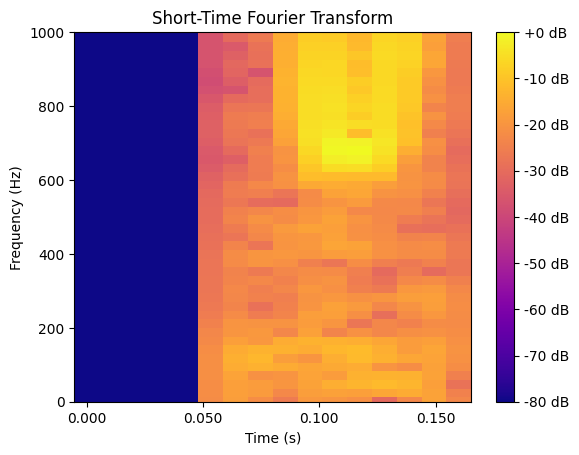 Short-Time Fourier Transform
Frequency (Hz)
1000
800
600
400
200
0
0.000
0.050
0.100
0.150
Time (s)
+0 dB
-10 dB
-20 dB
-30 dB
-40 dB
-50 dB
-60 dB
-70 dB
-80 dB